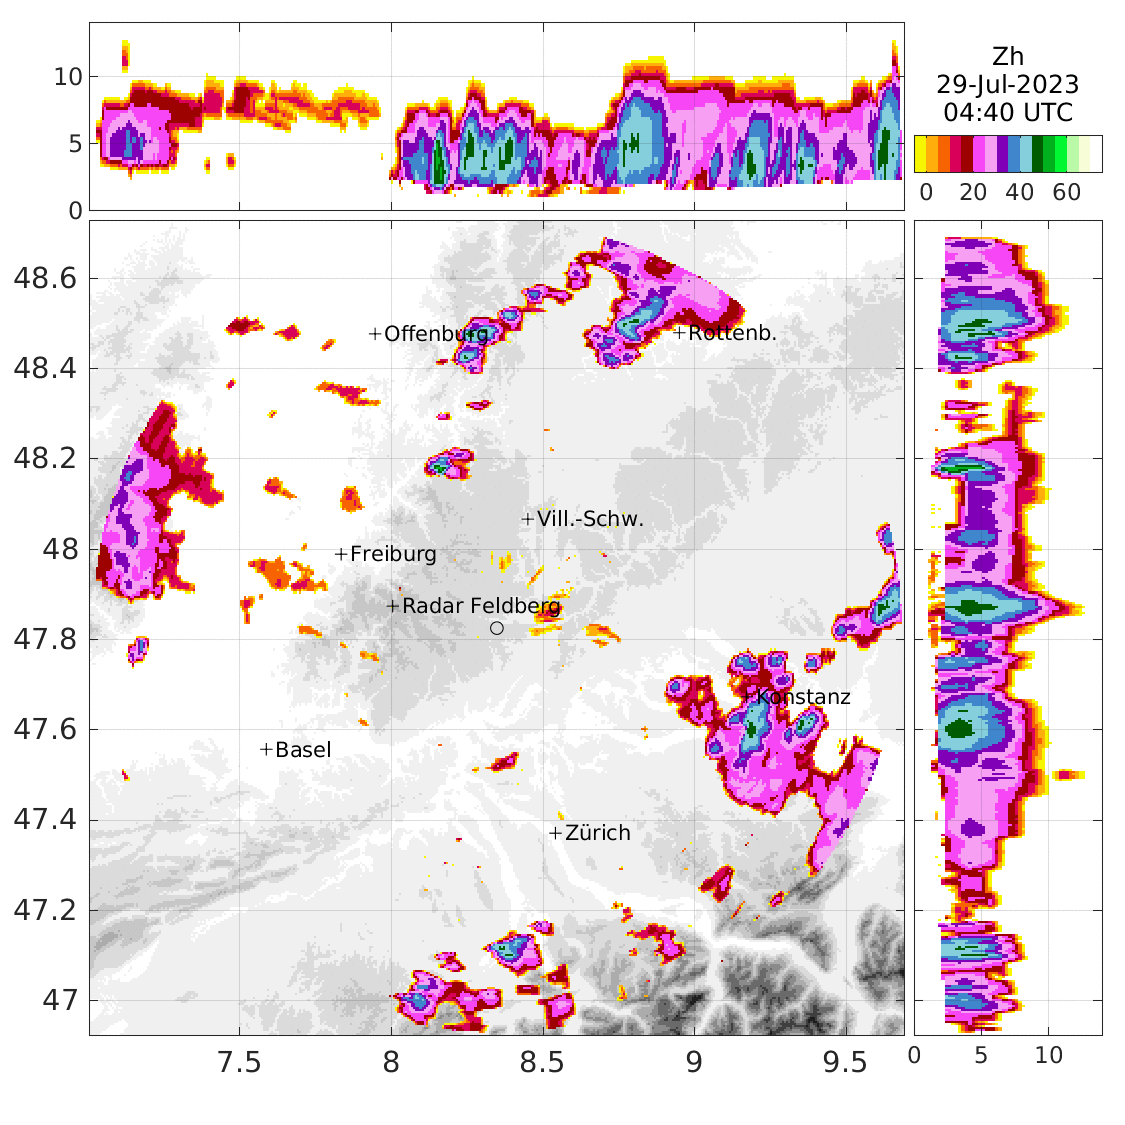 10
5
0
Zh
29-Jul-2023
04:40 UTC
0 20 40 60
48.6
48.4
48.2
48
47.8
47.6
47.4
47.2
47
+Offenburg
+Rottenb.
+Vill.-Schw.
+Freiburg
+Radar Feldberg
+Konstanz
+Basel
+Zürich
7.5 8 8.5 9 9.5
0 5 10